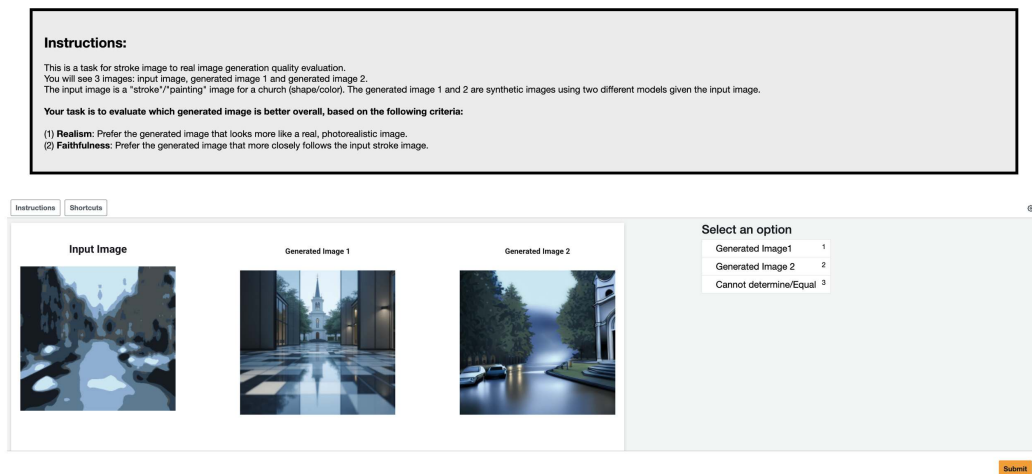 Instructions:
This is a task for stroke image to real image generation quality evaluation.
You will see 3 images: input image, generated image 1 and generated image 2.
The input image is a "stroke"/"painting" image for a church (shape/color). The generated image 1 and 2 are synthetic images using two different models given the input image.
Your task is to evaluate which generated image is better overall, based on the following criteria:
(1) Realism: Prefer the generated image that looks more like a real, photorealistic image.
(2) Faithfulness: Prefer the generated image that more closely follows the input stroke image.
Instructions Shortcuts
Input Image Generated Image 1 Generated Image 2
Select an option
Generated Image1 1
Generated Image 2 2
Cannot determine/Equal 3
Submit